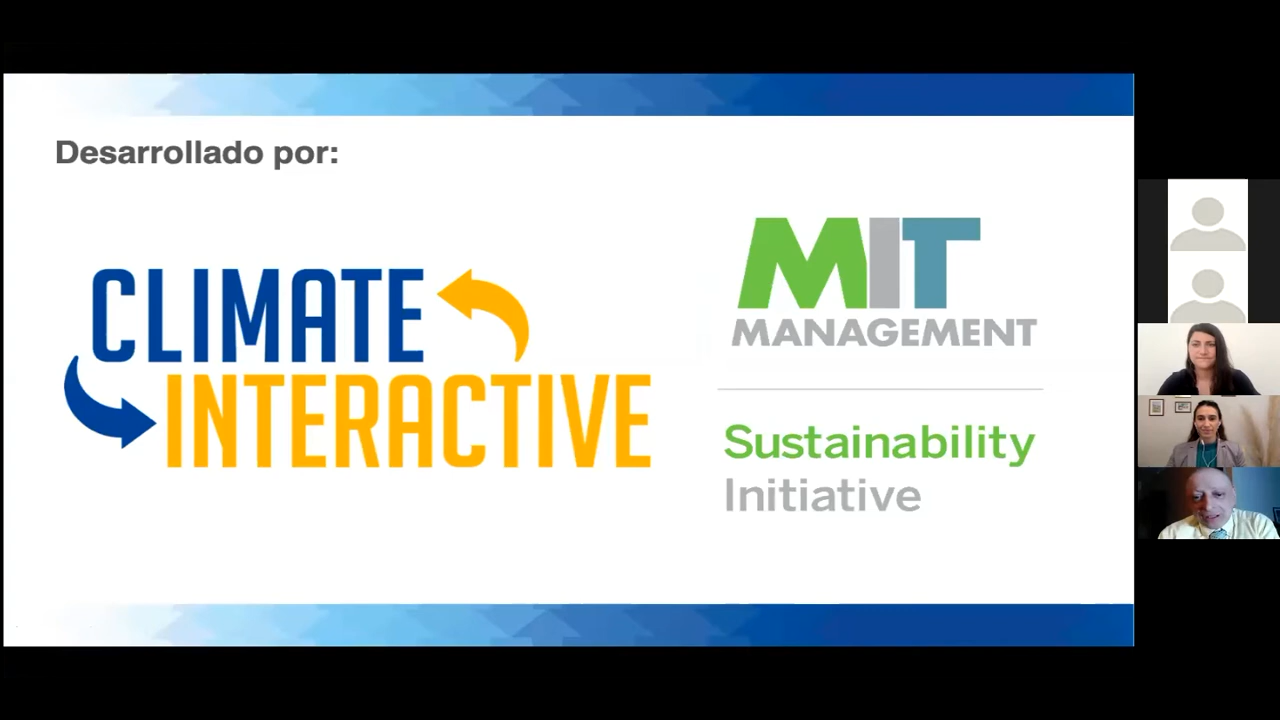 Desarrollado por:
CLIMATE
INTERACTIVE
MIT
MANAGEMENT
Sustainability
Initiative